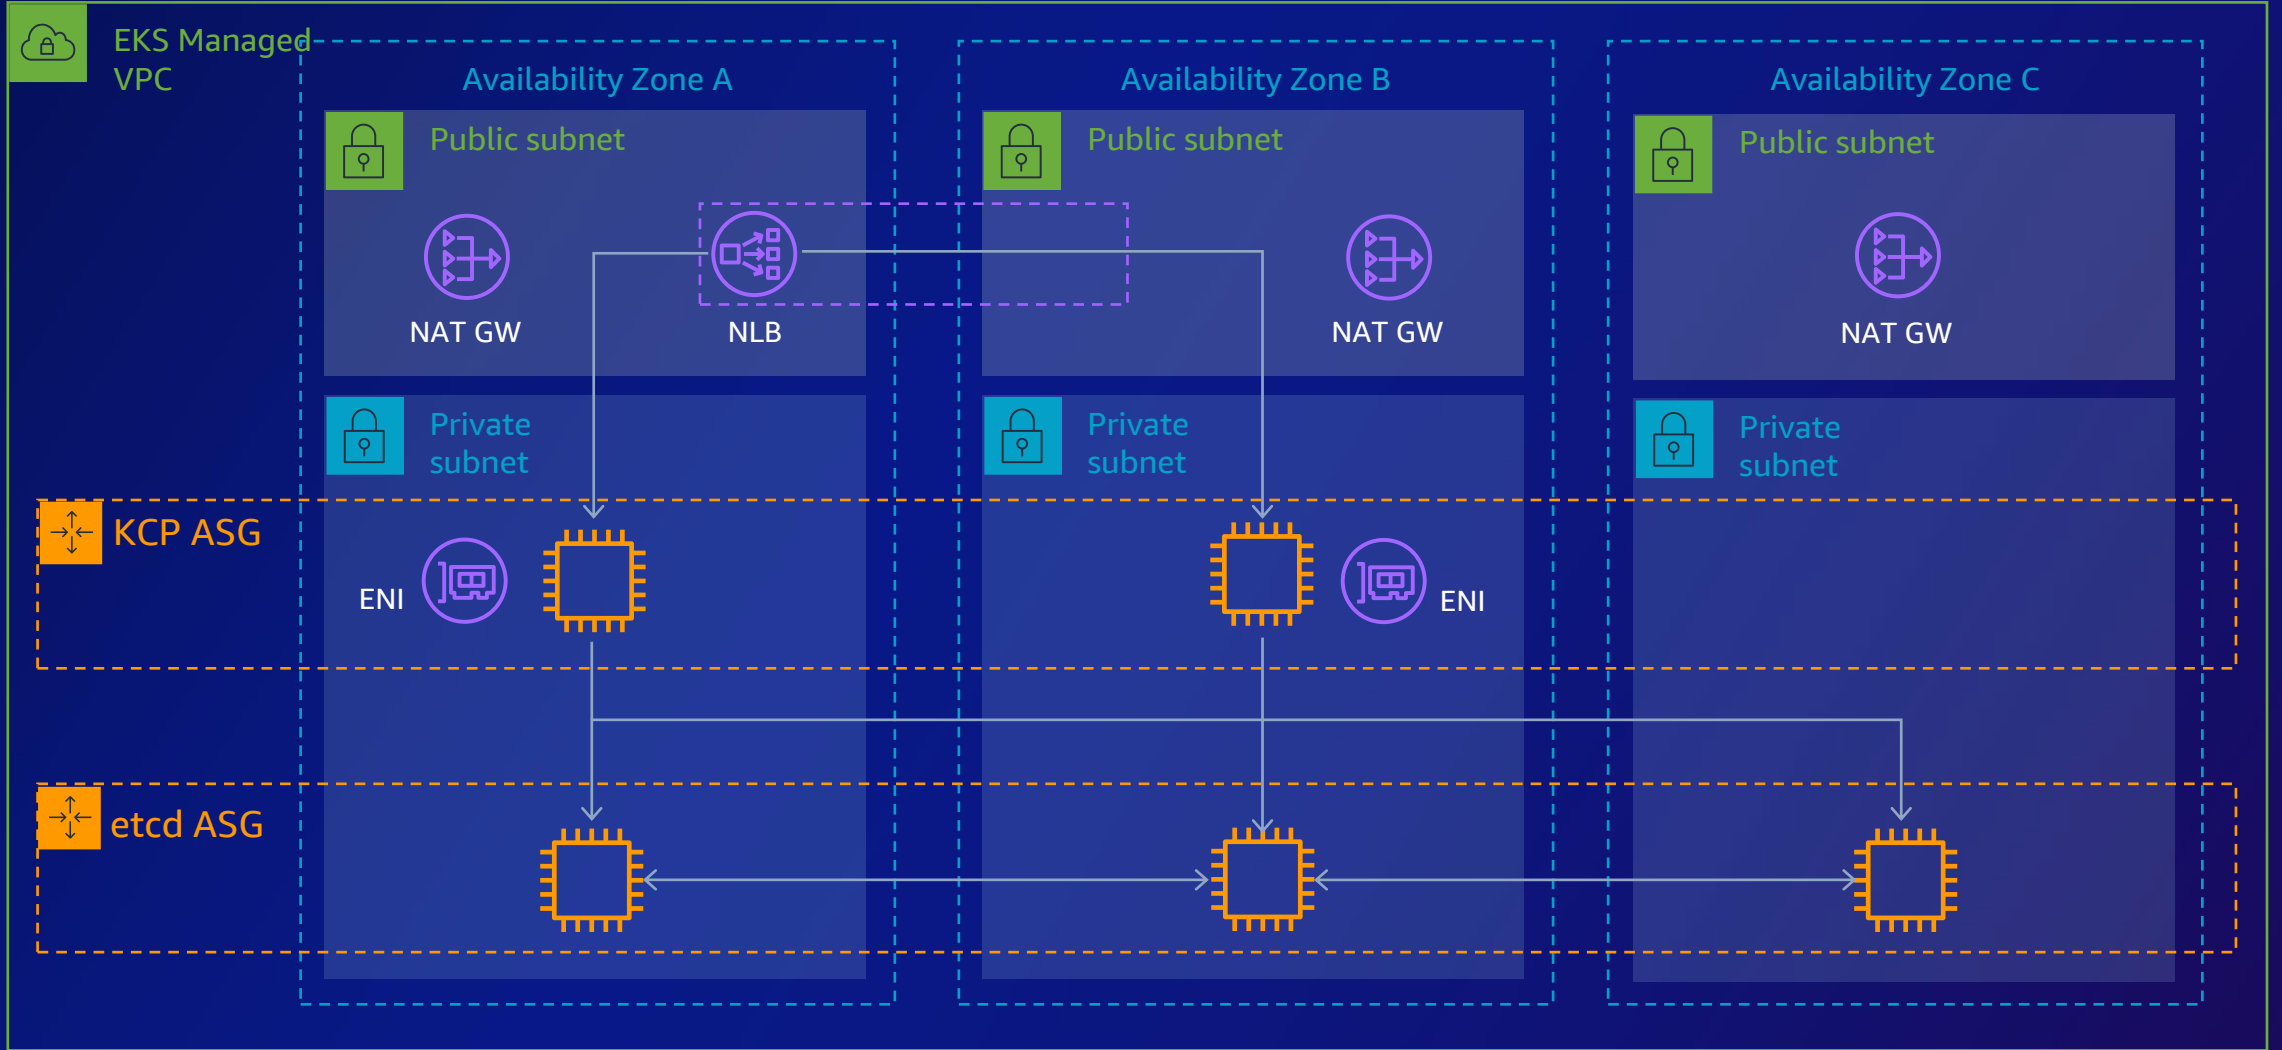 EKS Managed
VPC
Availability Zone A
Availability Zone B
Availability Zone C
Public subnet
Public subnet
Public subnet
NAT GW
NLB
NAT GW
NAT GW
Private
subnet
Private
subnet
Private
subnet
KCP ASG
ENI
ENI
etcd ASG